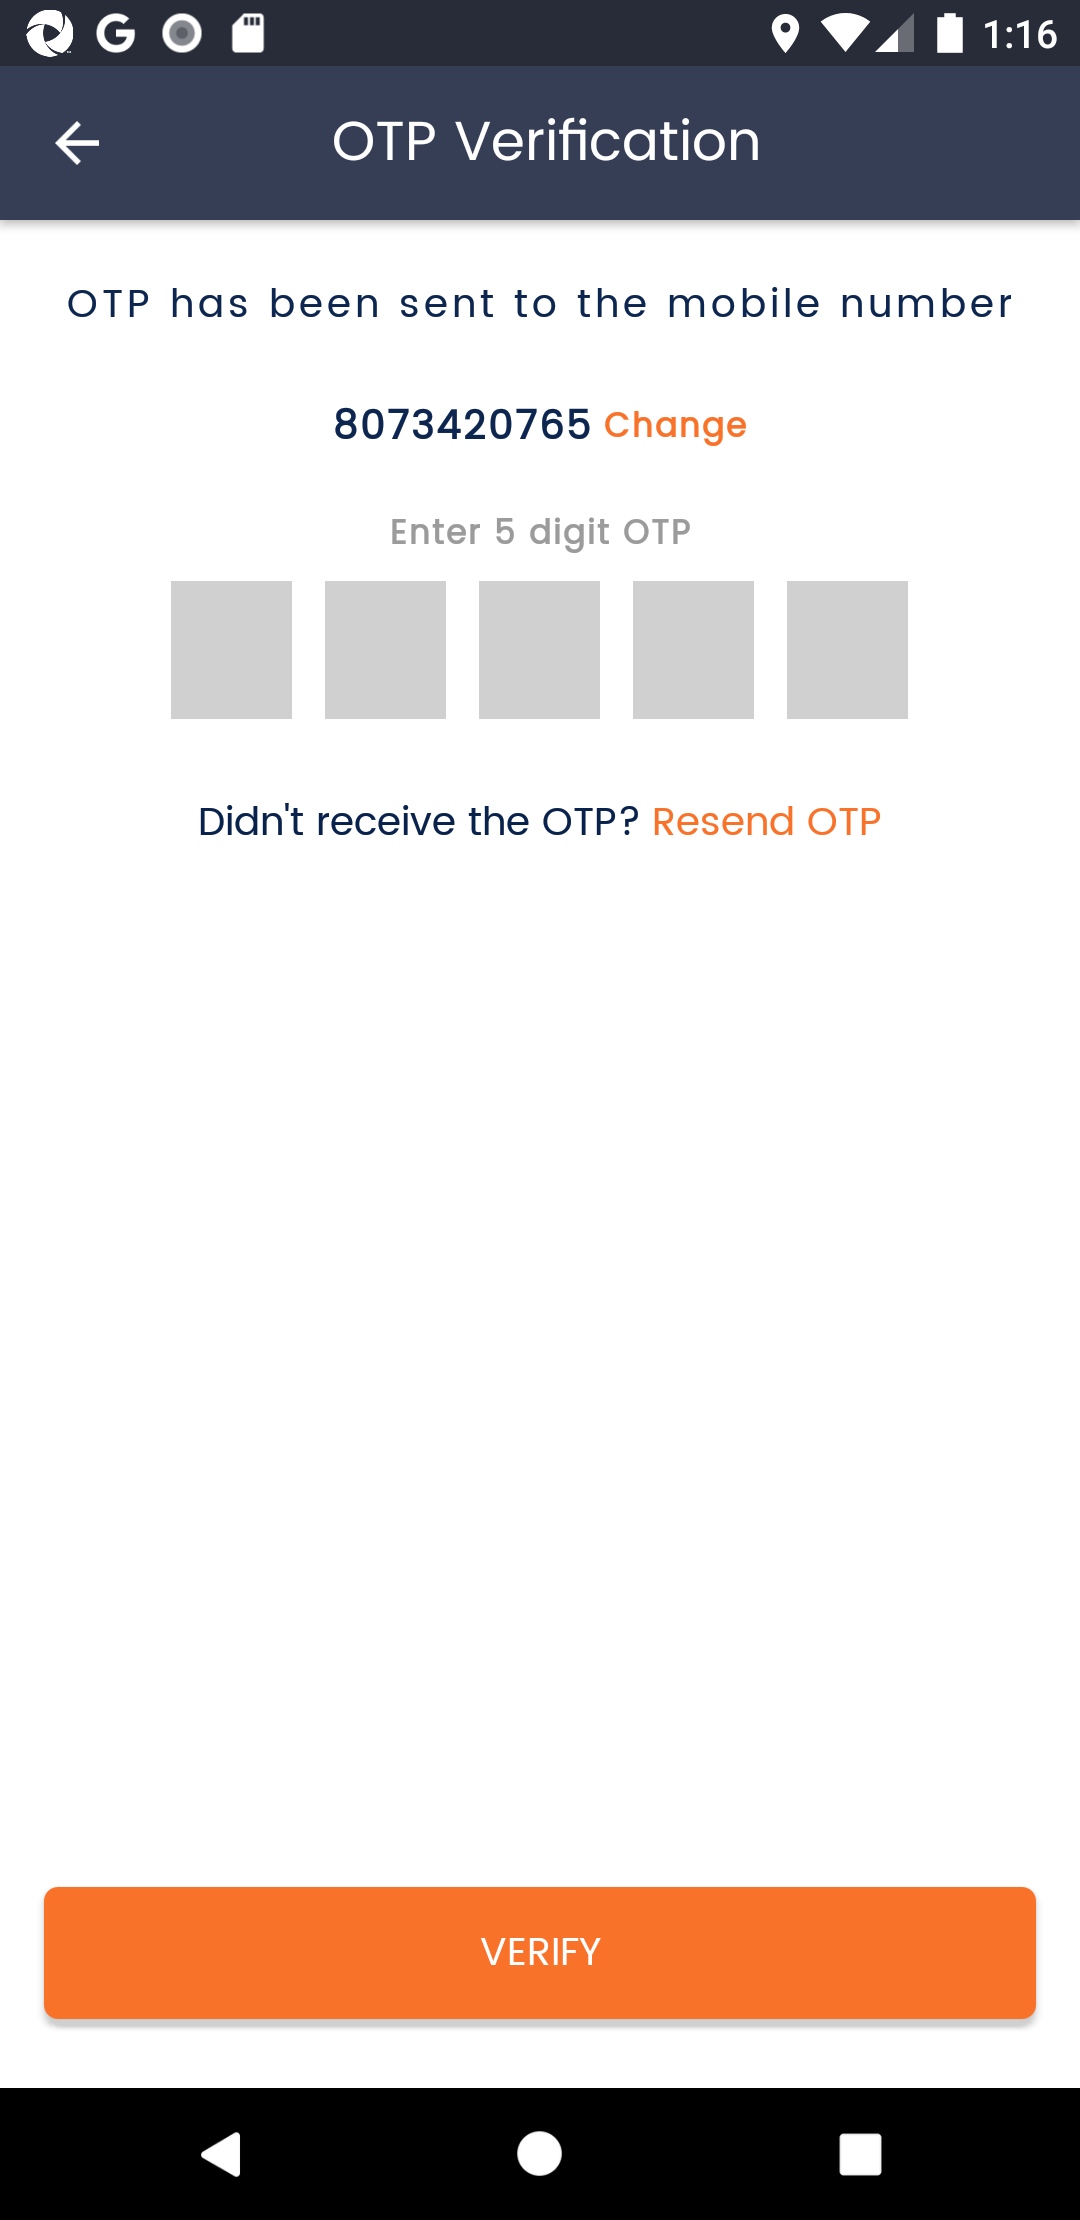 1:16
OTP Verification
OTP has been sent to the mobile number
8073420765 Change
Enter 5 digit OTP
Didn't receive the OTP? Resend OTP
VERIFY